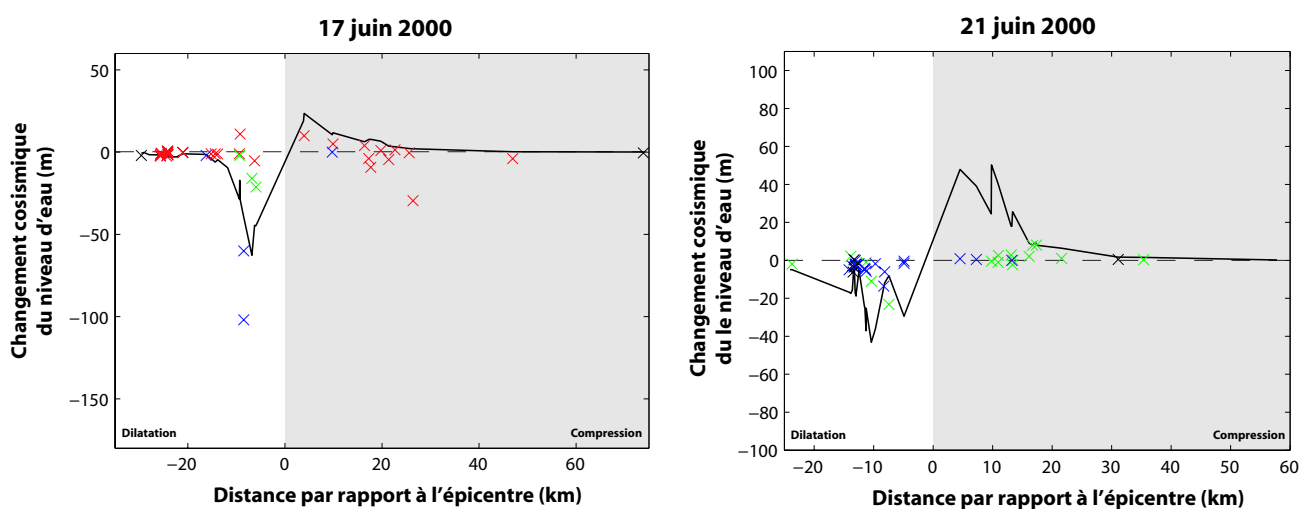 17 juin 2000
Changement cosismique
du niveau d’eau (m)
50
0
−50
−100
−150
Dilatation
Compression
−20
0
20
40
60
Distance par rapport à l’épicentre (km)
21 juin 2000
Changement cosismique
du le niveau d’eau (m)
100
80
60
40
20
0
−20
−40
−60
−80
−100
Dilatation
Compression
−20
−10
0
10
20
30
40
50
60
Distance par rapport à l’épicentre (km)